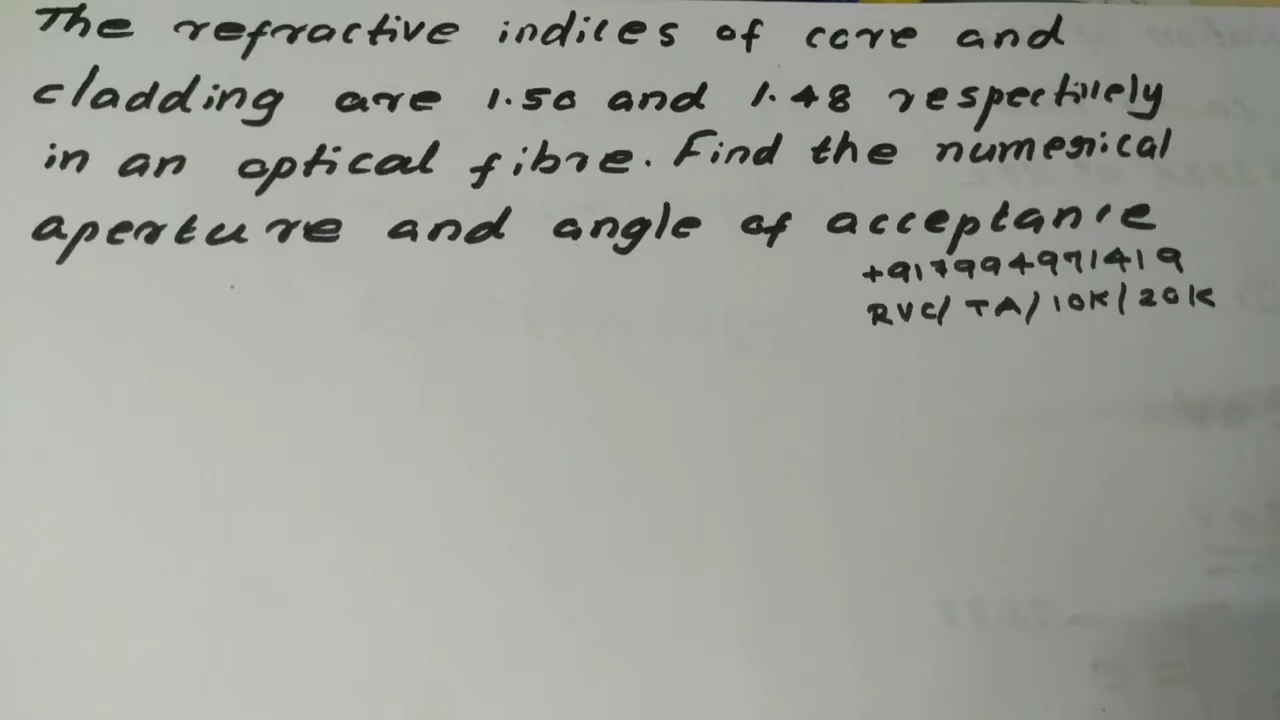 The refractive indices of core and
cladding are 1.50 and 1.48 respectively
in an optical fibre. Find the numerical
aperture and angle of acceptance
+917994971419
RVC/ TA/10K/20K